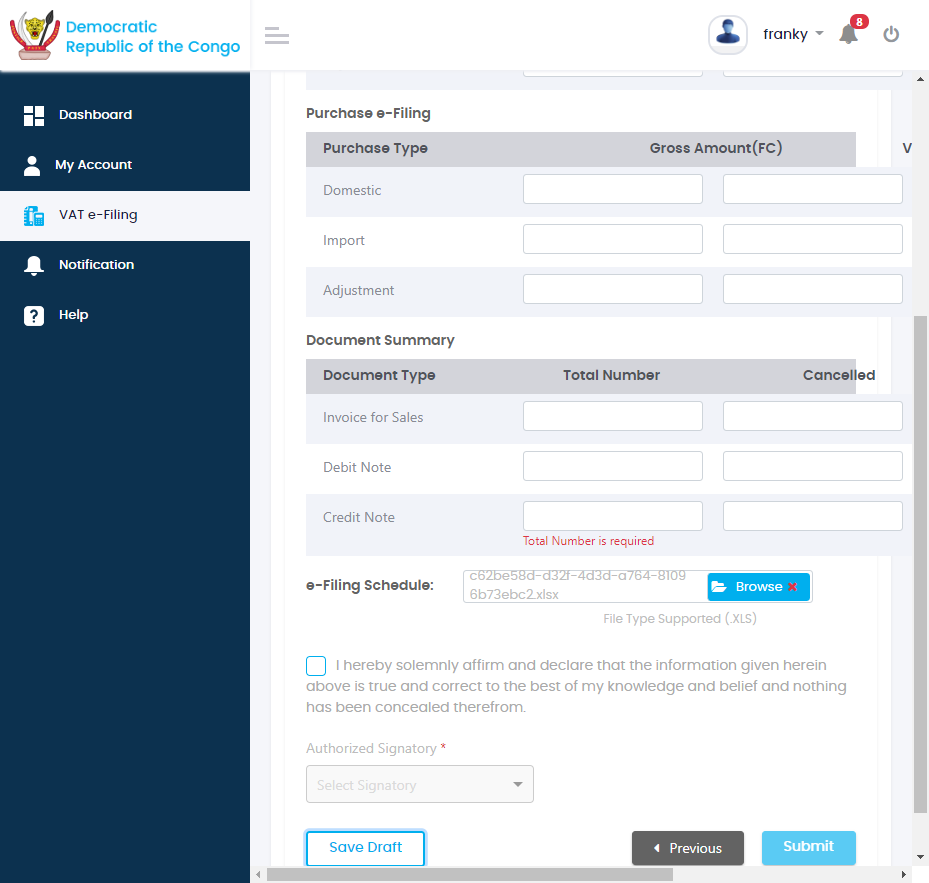 Democratic
Republic of the Congo
franky
8
Dashboard
My Account
VAT e-Filing
Notification
Help
Purchase e-Filing
Purchase Type Gross Amount(FC) V
Domestic
Import
Adjustment
Document Summary
Document Type Total Number Cancelled
Invoice for Sales
Debit Note
Credit Note
Total Number is required
e-Filing Schedule:
c62be58d-d32f-4d3d-a764-8109
6b73ebc2.xlsx
Browse
File Type Supported (.XLS)
I hereby solemnly affirm and declare that the information given herein
above is true and correct to the best of my knowledge and belief and nothing
has been concealed therefrom.
Authorized Signatory *
Select Signatory
Save Draft
Previous
Submit